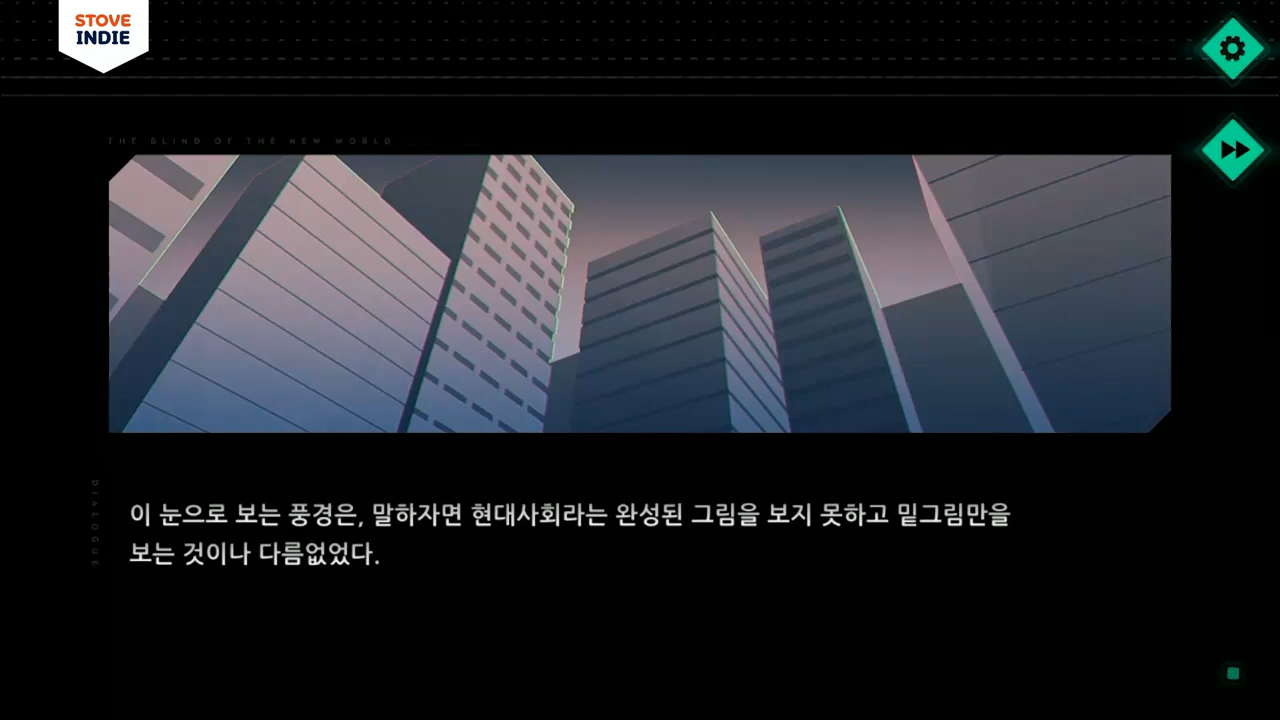 STOVE
INDIE
THE BLIND OF THE NEW WORLD
이 눈으로 보는 풍경은, 말하자면 현대사회라는 완성된 그림을 보지 못하고 밑그림만을
보는 것이나 다름없었다.
DIALOGUE